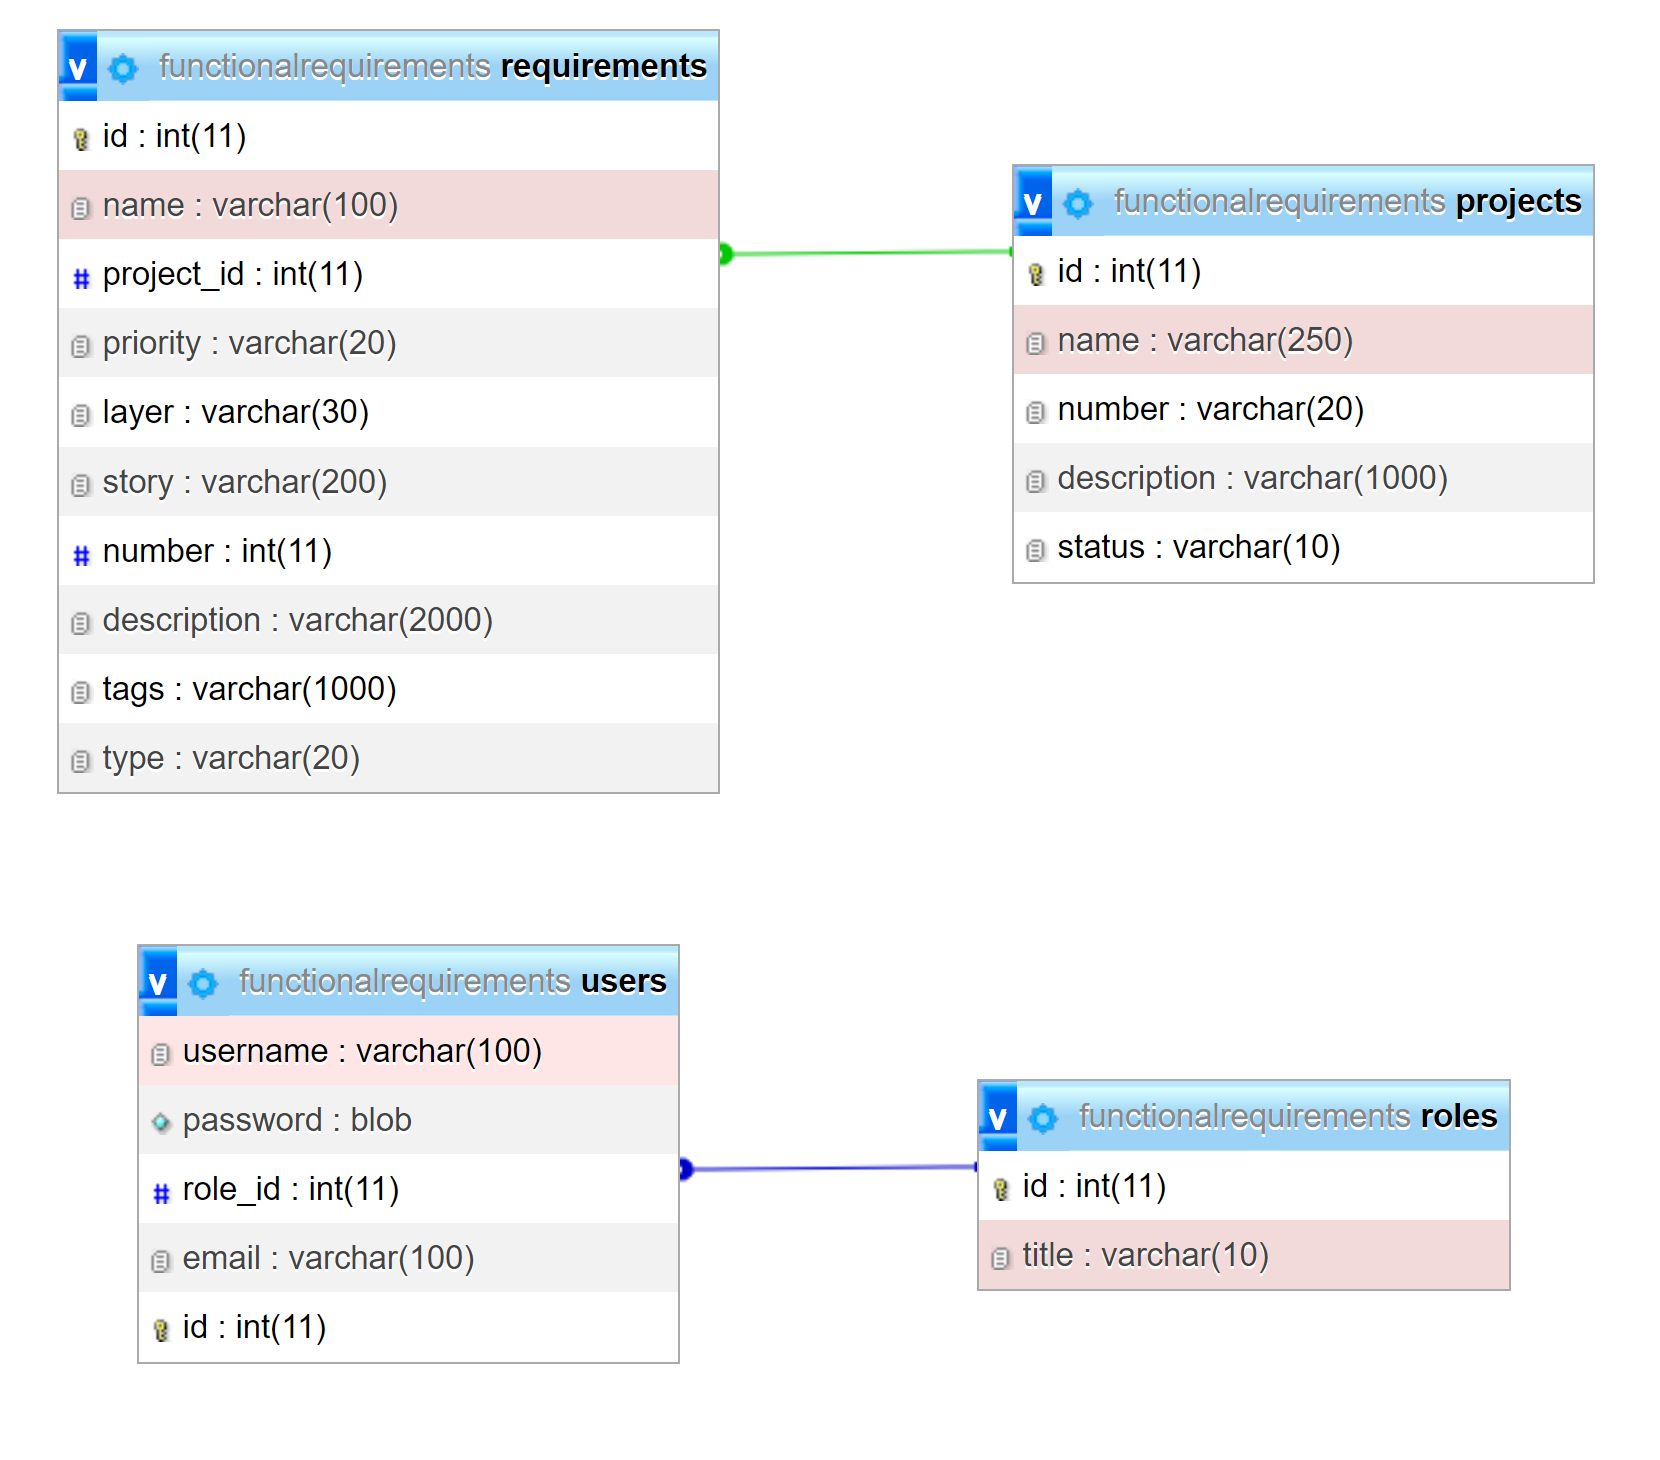 v functionalrequirements requirements
id : int(11)
name : varchar(100)
project_id : int(11)
priority : varchar(20)
layer : varchar(30)
story : varchar(200)
number : int(11)
description : varchar(2000)
tags : varchar(1000)
type : varchar(20)
v functionalrequirements projects
id : int(11)
name : varchar(250)
number : varchar(20)
description : varchar(1000)
status : varchar(10)
v functionalrequirements users
username : varchar(100)
password : blob
role_id : int(11)
email : varchar(100)
id : int(11)
v functionalrequirements roles
id : int(11)
title : varchar(10)